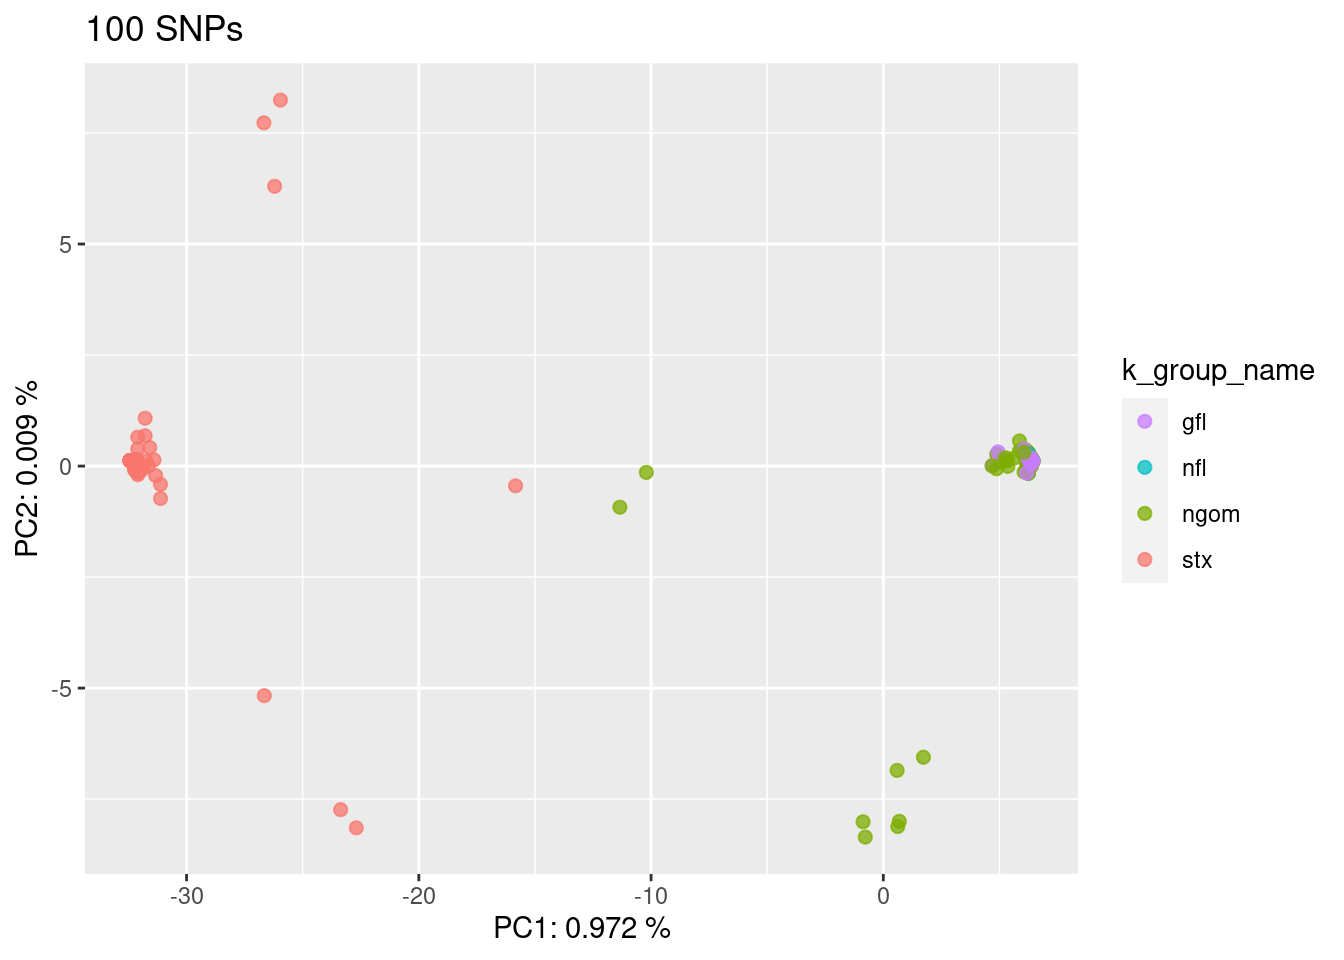 100 SNPs
5
0
-5
PC2: 0.009 %
-30 -20 -10 0
PC1: 0.972 %
k_group_name
gfl
nfl
ngom
stx